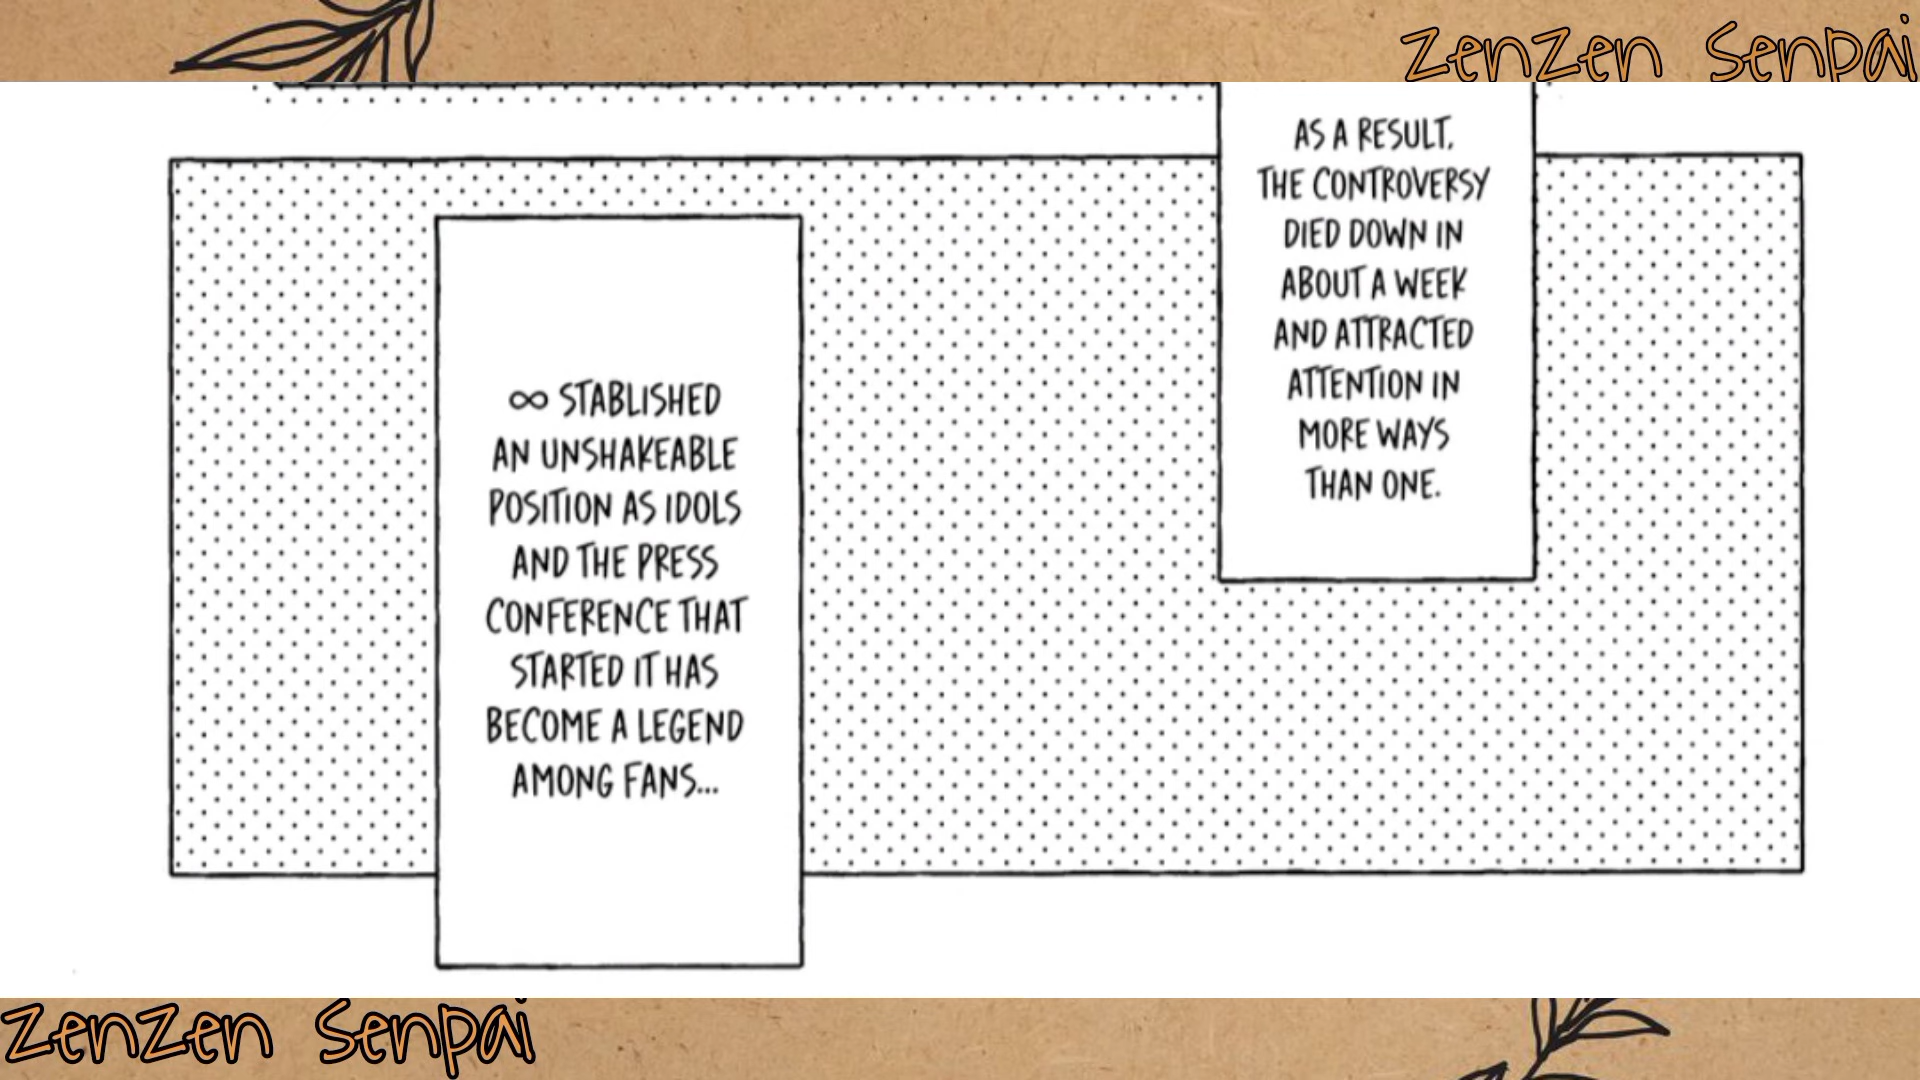 ZenZen Senpai
AS A RESULT,
THE CONTROVERSY
DIED DOWN IN
ABOUT A WEEK
AND ATTRACTED
ATTENTION IN
MORE WAYS
THAN ONE.
∞ STABLISHED
AN UNSHAKEABLE
POSITION AS IDOLS
AND THE PRESS
CONFERENCE THAT
STARTED IT HAS
BECOME A LEGEND
AMONG FANS...
ZenZen Senpai